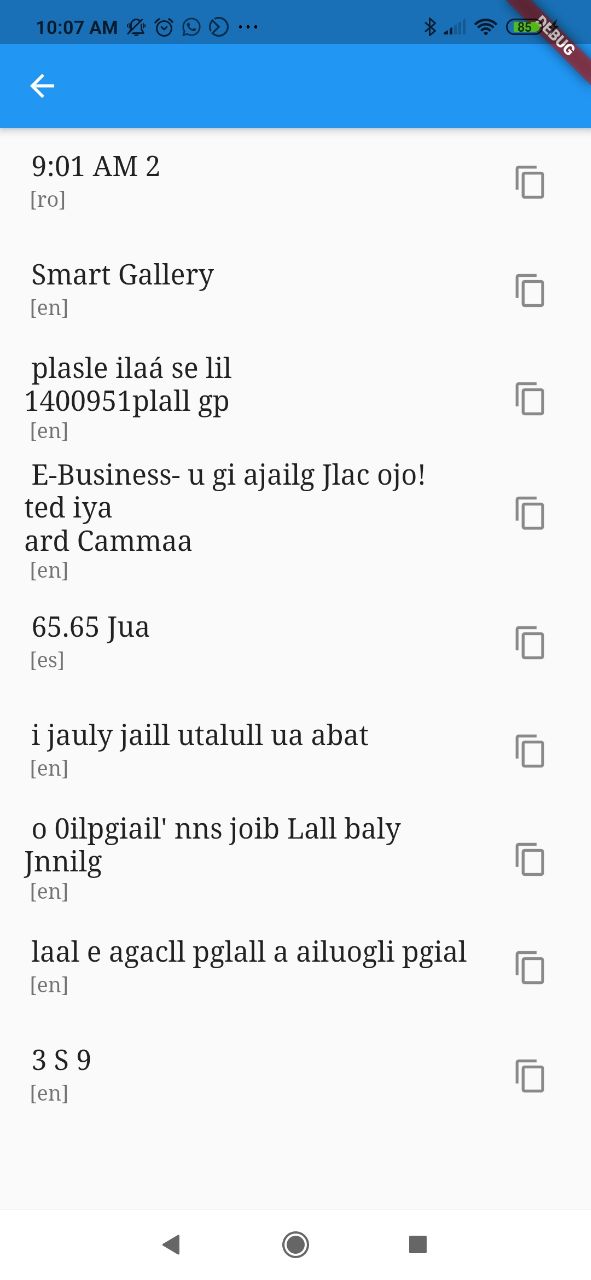 10:07 AM
85
DEBUG
9:01 AM 2
[ro]
Smart Gallery
[en]
plasle ilaá se lil
1400951plall gp
[en]
E-Business- u gi ajailg Jlac ojo!
ted iya
ard Cammaa
[en]
65.65 Jua
[es]
i jauly jaill utalull ua abat
[en]
o 0ilpgiail' nns joib Lall baly
Jnnilg
[en]
laal e agacll pglall a ailuogli pgial
[en]
3 S 9
[en]